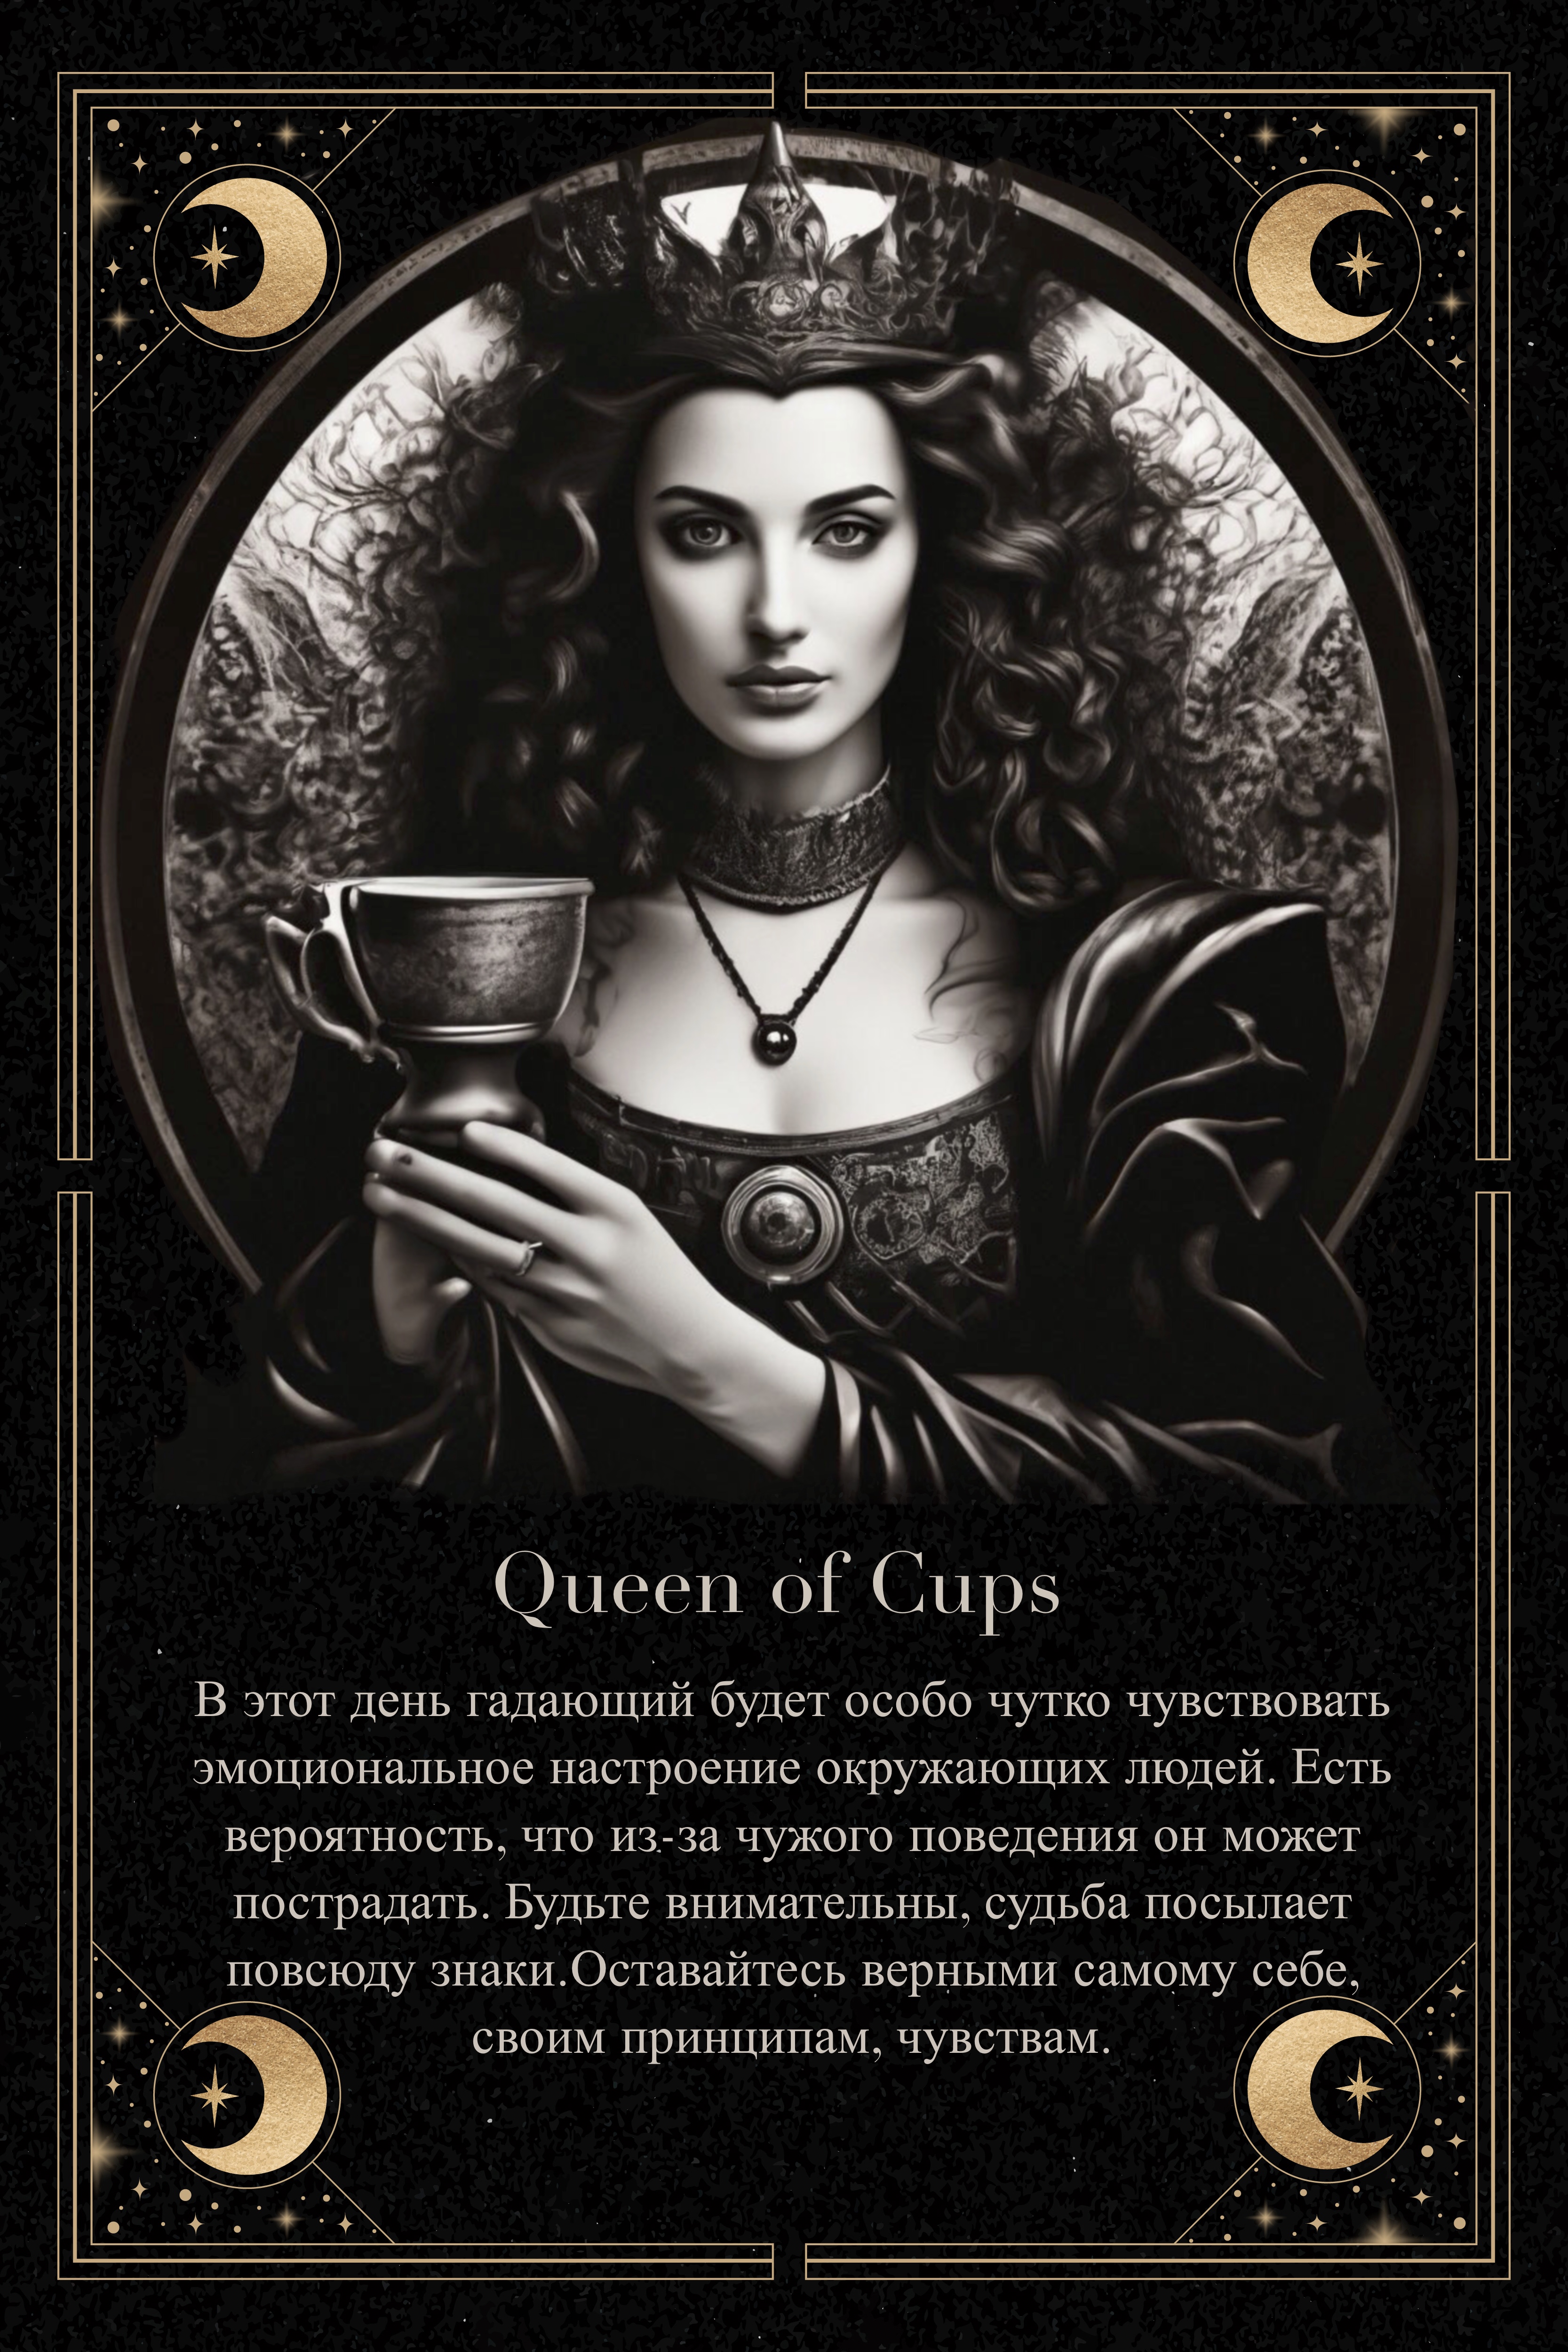 Queen of Cups
В этот день гадающий будет особо чутко чувствовать
эмоциональное настроение окружающих людей. Есть
вероятность, что из-за чужого поведения он может
пострадать. Будьте внимательны, судьба посылает
повсюду знаки.Оставайтесь верными самому себе,
своим принципам, чувствам.